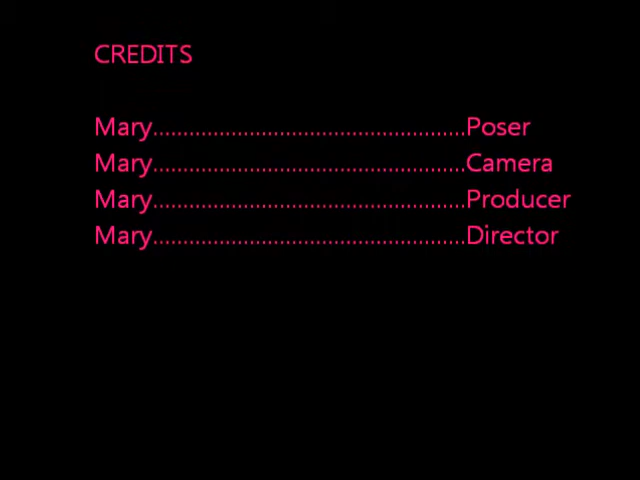 CREDITS
Mary....................................................Poser
Mary....................................................Camera
Mary....................................................Producer
Mary....................................................Director